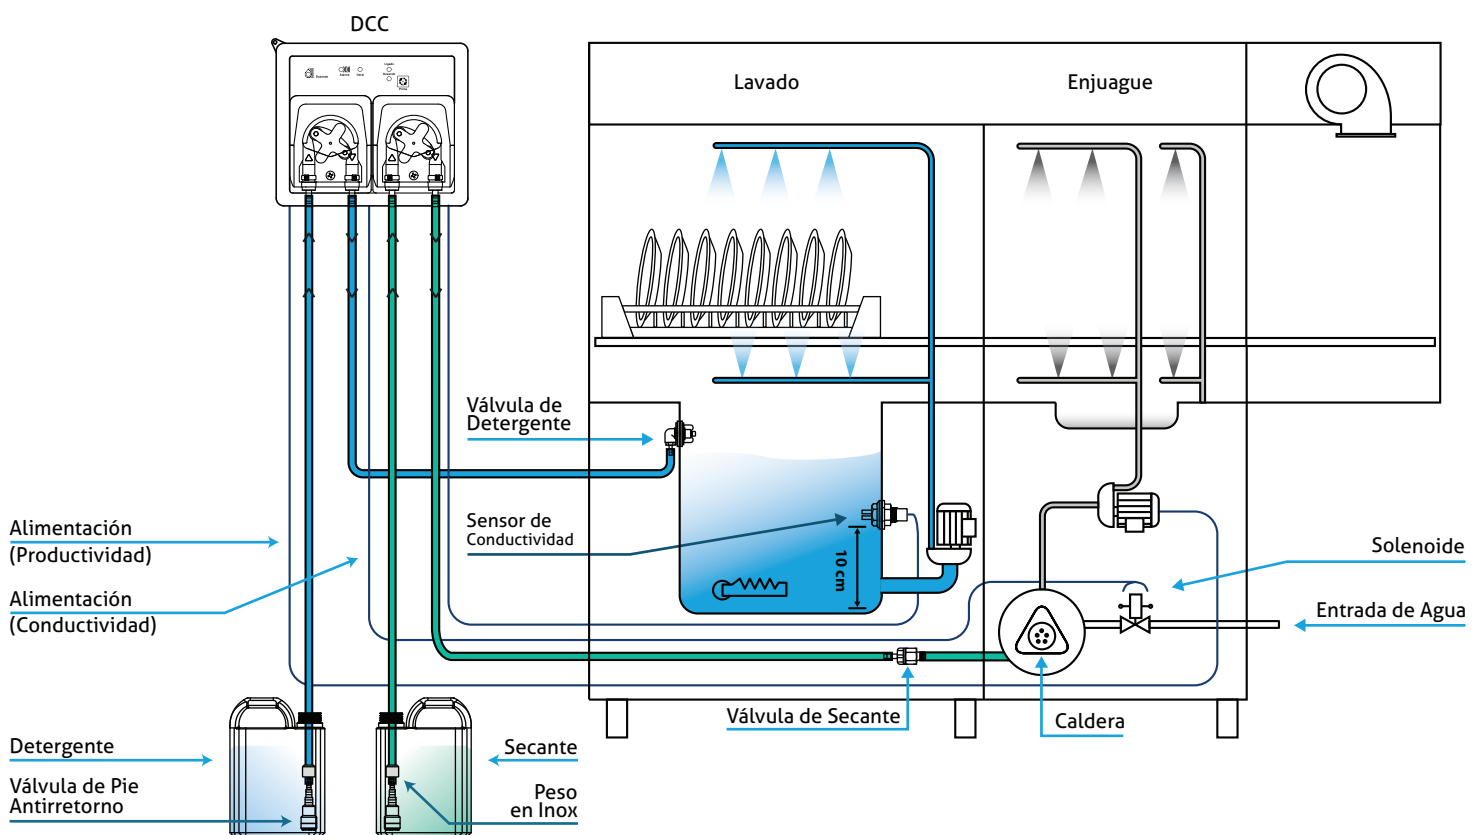 DCC
Lavado
Enjuague
Válvula de
Detergente
Sensor de
Conductividad
10 cm
Alimentación
(Productividad)
Alimentación
(Conductividad)
Solenoide
Entrada de Agua
Válvula de Secante
Caldera
Detergente
Válvula de Pie
Antirretorno
Secante
Peso
en Inox